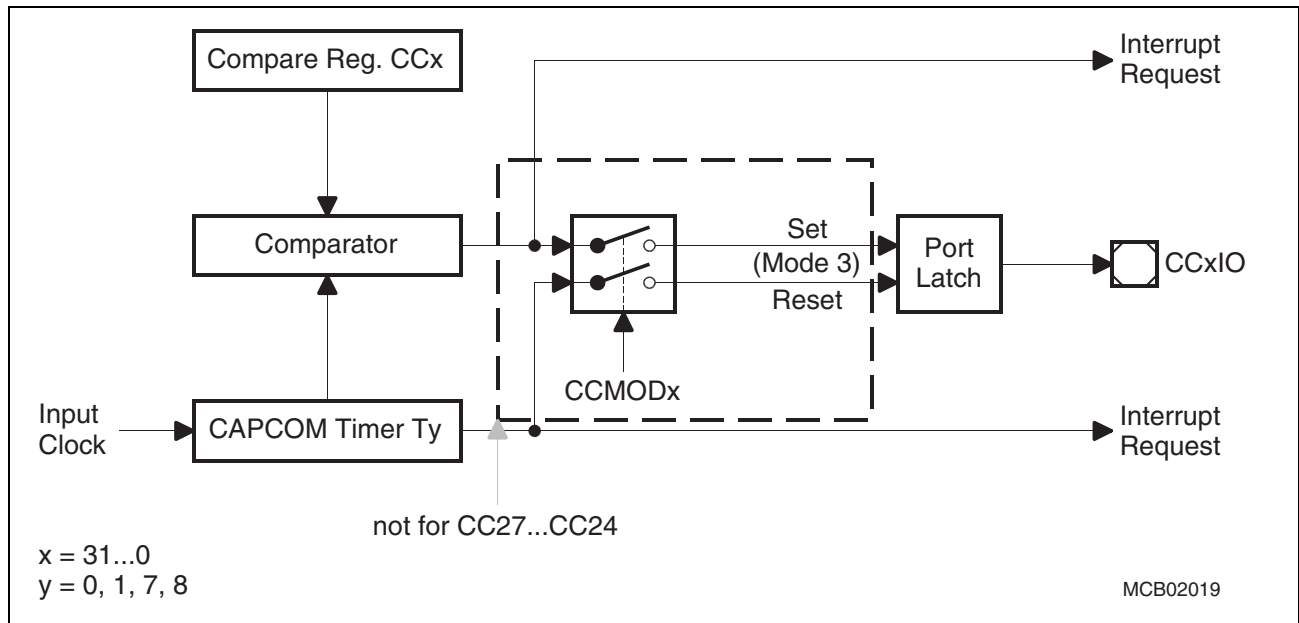 Compare Reg. CCx
Interrupt
Request
Comparator
Set
(Mode 3)
Reset
Port
Latch
CCxIO
CCMODx
Input
Clock
CAPCOM Timer Ty
Interrupt
Request
not for CC27...CC24
x = 31...0
y = 0, 1, 7, 8
MCB02019